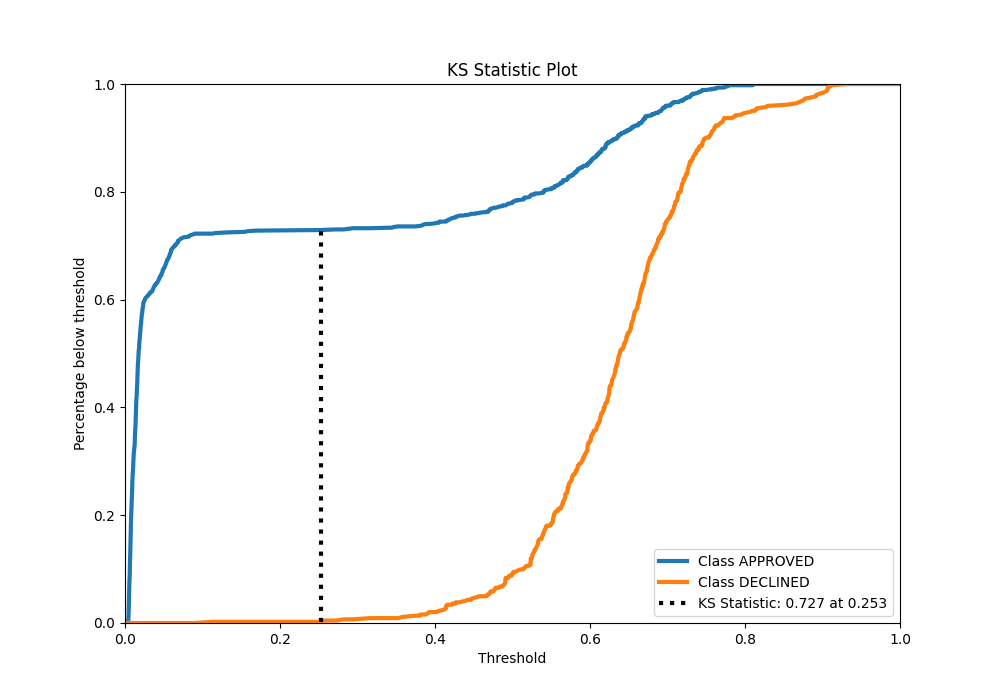 KS Statistic Plot
Percentage below threshold
1.0
0.8
0.6
0.4
0.2
0.0
0.0 0.2 0.4 0.6 0.8 1.0
Threshold
Class APPROVED
Class DECLINED
KS Statistic: 0.727 at 0.253